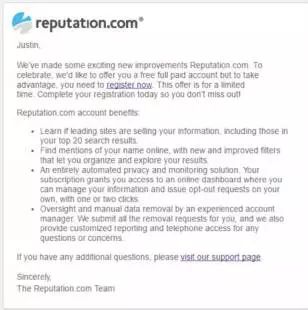 reputation.com®
Justin,
We've made some exciting new improvements Reputation.com. To
celebrate, we'd like to offer you a free full paid account but to take
advantage, you need to register now. This offer is for a limited
time. Complete your registration today so you don't miss out!
Reputation.com account benefits:
• Learn if leading sites are selling your information, including those in
your top 20 search results.
• Find mentions of your name online, with new and improved filters
that let you organize and explore your results.
• An entirely automated privacy and monitoring solution. Your
subscription grants you access to an online dashboard where you
can manage your information and issue opt-out requests on your
own, with one or two clicks.
• Oversight and manual data removal by an experienced account
manager. We submit all the removal requests for you, and we also
provide customized reporting and telephone access for any
questions or concerns.
If you have any additional questions, please visit our support page.
Sincerely,
The Reputation.com Team